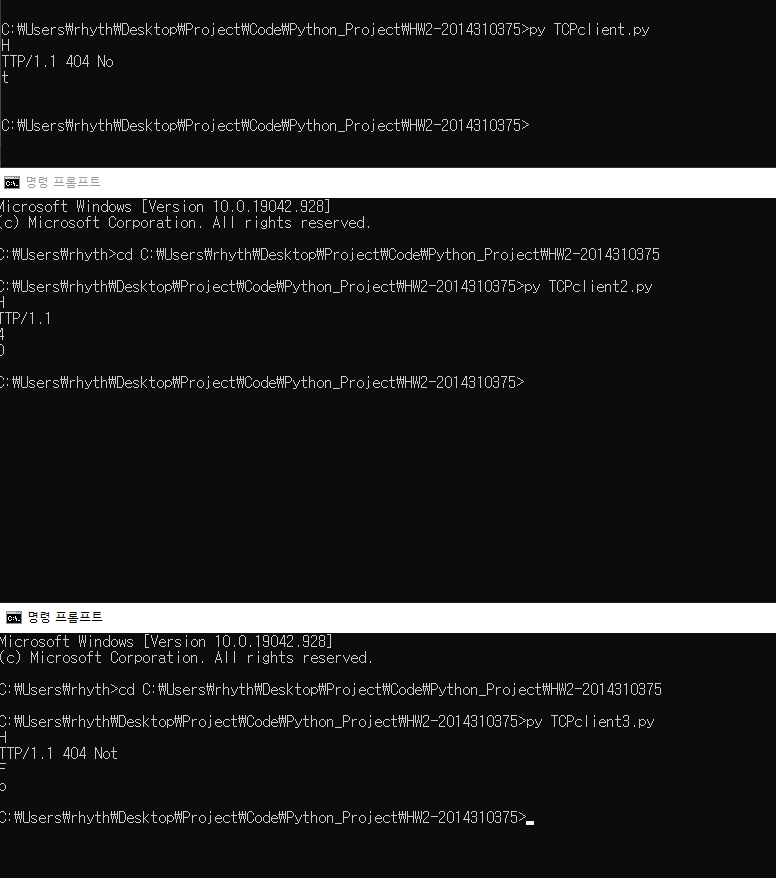 C:₩Users₩rhyth₩Desktop₩Project₩Code₩Python_Project₩HW2-2014310375>py TCPclient.py
H
TTP/1.1 404 No
t
C:₩Users₩rhyth₩Desktop₩Project₩Code₩Python_Project₩HW2-2014310375>
명령 프롬프트
Microsoft Windows [Version 10.0.19042.928]
(c) Microsoft Corporation. All rights reserved.
C:₩Users₩rhyth>cd C:₩Users₩rhyth₩Desktop₩Project₩Code₩Python_Project₩HW2-2014310375
C:₩Users₩rhyth₩Desktop₩Project₩Code₩Python_Project₩HW2-2014310375>py TCPclient2.py
H
TTP/1.1
4
0
C:₩Users₩rhyth₩Desktop₩Project₩Code₩Python_Project₩HW2-2014310375>
명령 프롬프트
Microsoft Windows [Version 10.0.19042.928]
(c) Microsoft Corporation. All rights reserved.
C:₩Users₩rhyth>cd C:₩Users₩rhyth₩Desktop₩Project₩Code₩Python_Project₩HW2-2014310375
C:₩Users₩rhyth₩Desktop₩Project₩Code₩Python_Project₩HW2-2014310375>py TCPclient3.py
H
TTP/1.1 404 Not
F
o
C:₩Users₩rhyth₩Desktop₩Project₩Code₩Python_Project₩HW2-2014310375>